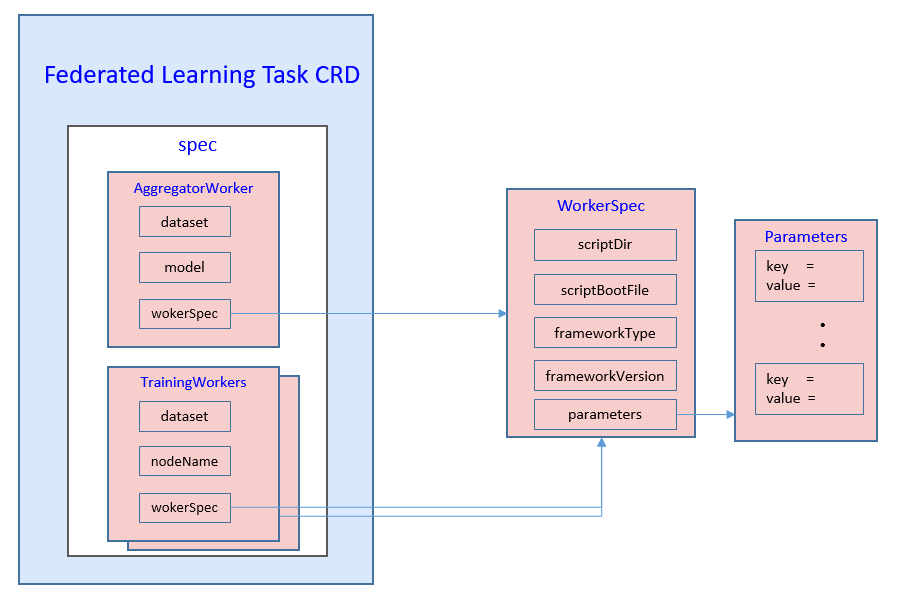 Federated Learning Task CRD
spec
AggregatorWorker
dataset
model
wokerSpec
TrainingWorkers
dataset
nodeName
wokerSpec
WorkerSpec
scriptDir
scriptBootFile
frameworkType
frameworkVersion
parameters
Parameters
key =
value =
key =
value =